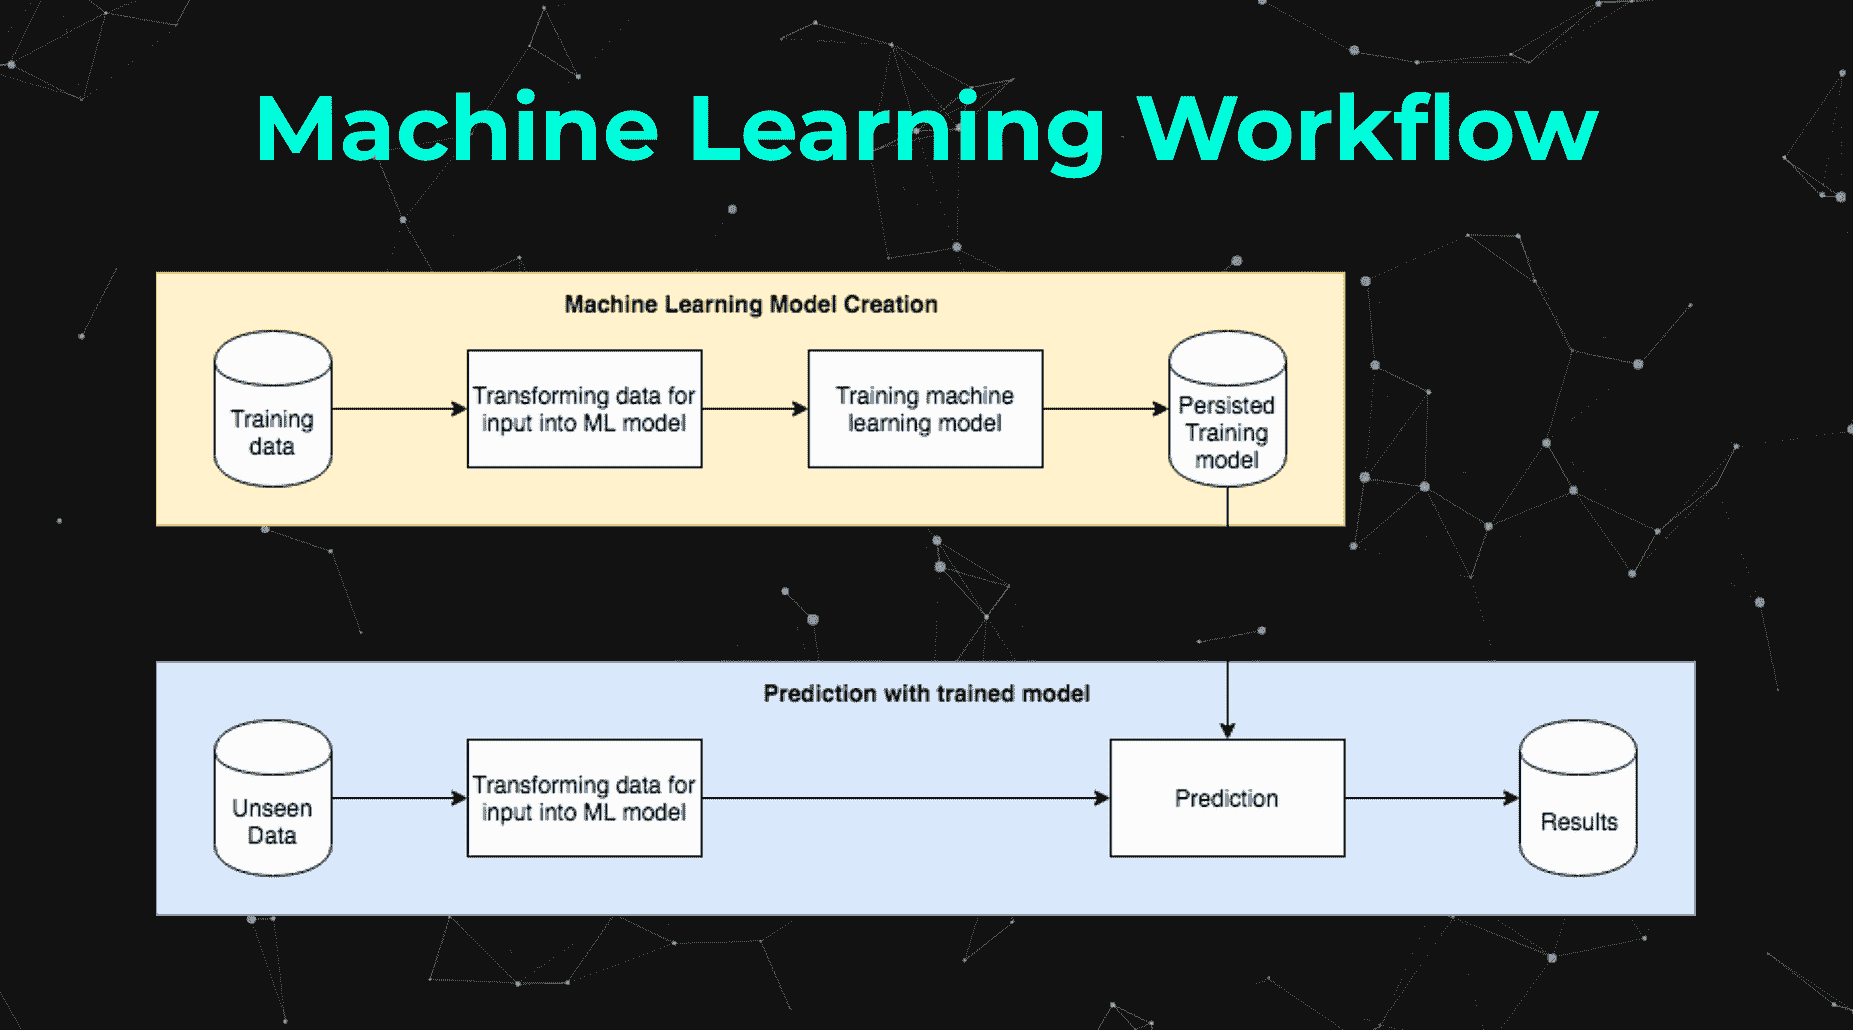 Machine Learning Workflow
Machine Learning Model Creation
Training
data
Transforming data for
input into ML model
Training machine
learning model
Persisted
Training
model
Prediction with trained model
Unseen
Data
Transforming data for
input into ML model
Prediction
Results